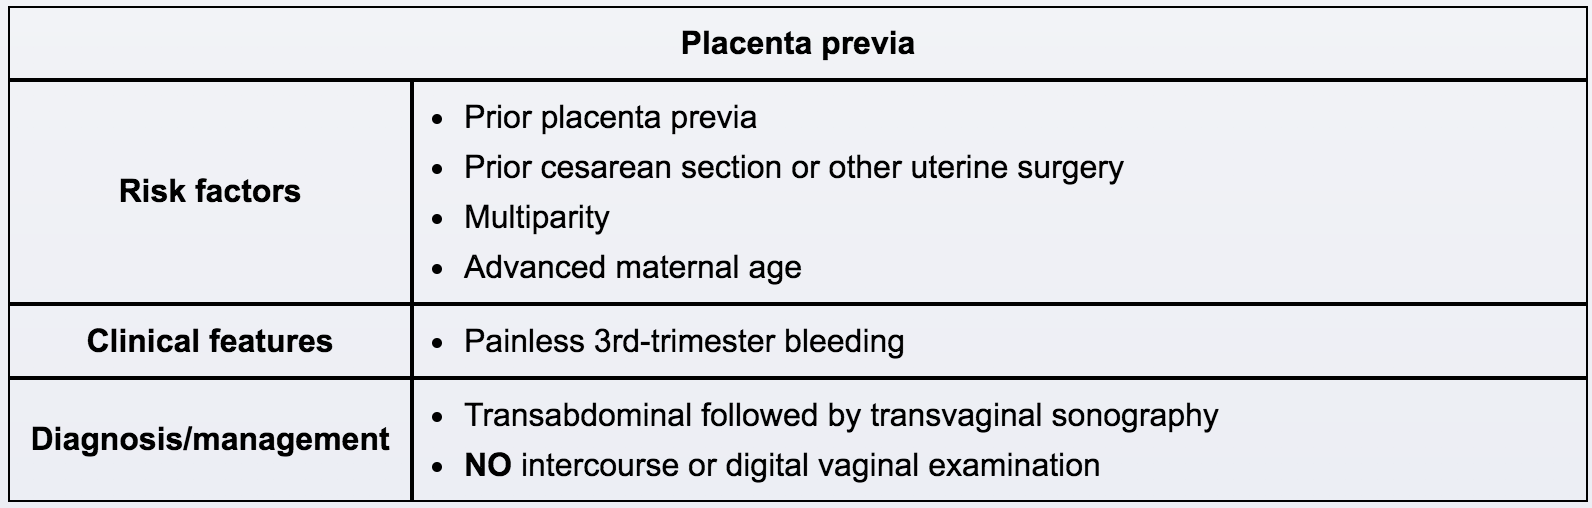 Placenta previa
Risk factors
• Prior placenta previa
• Prior cesarean section or other uterine surgery
• Multiparity
• Advanced maternal age
Clinical features
• Painless 3rd-trimester bleeding
Diagnosis/management
• Transabdominal followed by transvaginal sonography
• NO intercourse or digital vaginal examination